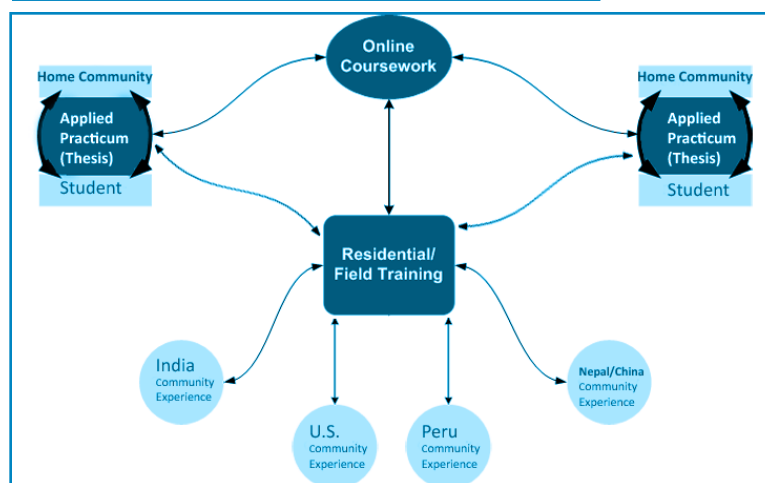 Online
Coursework
Home Community
Applied
Practicum
(Thesis)
Student
Home Community
Applied
Practicum
(Thesis)
Student
Residential/
Field Training
India
Community
Experience
U.S.
Community
Experience
Peru
Community
Experience
Nepal/China
Community
Experience